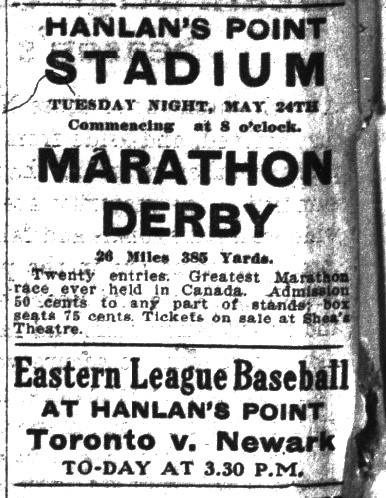 HANLAN'S POINT
STADIUM
TUESDAY NIGHT, MAY 24TH
Commencing at 8 o'clock.
MARATHON
DERBY
26 Miles 385 Yards.
Twenty entries. Greatest Marathon
race ever held in Canada. Admission
50 cents to any part of stands; box
seats 75 cents. Tickets on sale at Shea's
Theatre.
Eastern League Baseball
AT HANLAN'S POINT
Toronto v. Newark
TO-DAY AT 3.30 P.M.